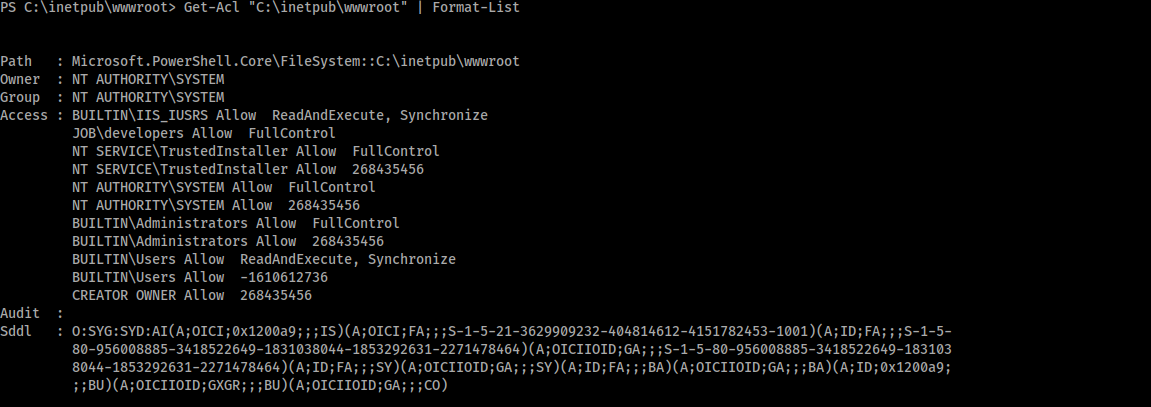 PS C:\inetpub\wwwroot> Get-Acl "C:\inetpub\wwwroot" | Format-List
Path   : Microsoft.PowerShell.Core\FileSystem::C:\inetpub\wwwroot
Owner  : NT AUTHORITY\SYSTEM
Group  : NT AUTHORITY\SYSTEM
Access : BUILTIN\IIS_IUSRS Allow  ReadAndExecute, Synchronize
         JOB\developers Allow  FullControl
         NT SERVICE\TrustedInstaller Allow  FullControl
         NT SERVICE\TrustedInstaller Allow  268435456
         NT AUTHORITY\SYSTEM Allow  FullControl
         NT AUTHORITY\SYSTEM Allow  268435456
         BUILTIN\Administrators Allow  FullControl
         BUILTIN\Administrators Allow  268435456
         BUILTIN\Users Allow  ReadAndExecute, Synchronize
         BUILTIN\Users Allow  -1610612736
         CREATOR OWNER Allow  268435456
Audit  :
Sddl   : O:SYG:SYD:AI(A;OICI;0x1200a9;;;IS)(A;OICI;FA;;;S-1-5-21-3629909232-404814612-4151782453-1001)(A;ID;FA;;;S-1-5-
         80-956008885-3418522649-1831038044-1853292631-2271478464)(A;OICIIOID;GA;;;S-1-5-80-956008885-3418522649-183103
         8044-1853292631-2271478464)(A;ID;FA;;;SY)(A;OICIIOID;GA;;;SY)(A;ID;FA;;;BA)(A;OICIIOID;GA;;;BA)(A;ID;0x1200a9;
         ;;BU)(A;OICIIOID;GXGR;;;BU)(A;OICIIOID;GA;;;CO)